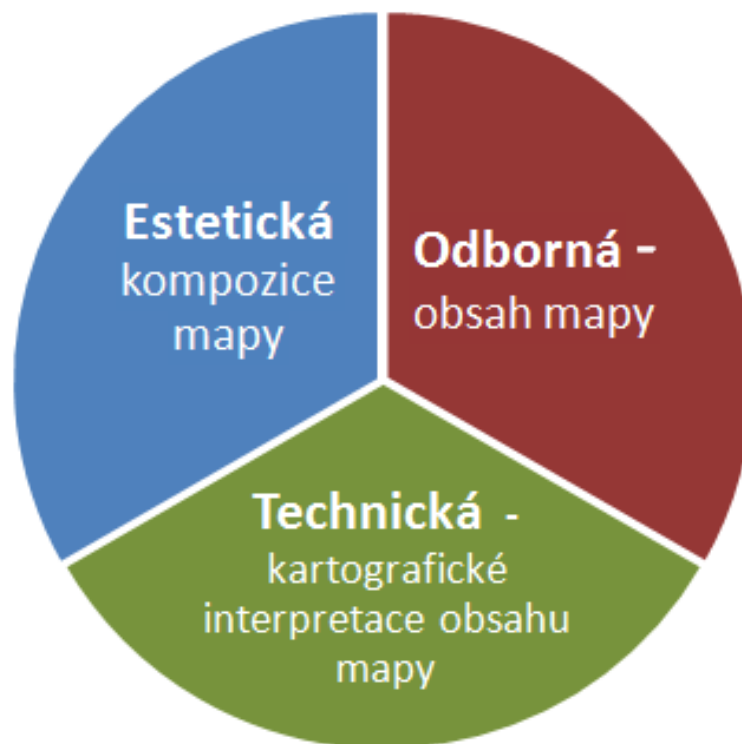 Estetická
kompozice
mapy
Odborná -
obsah mapy
Technická -
kartografické
interpretace obsahu
mapy